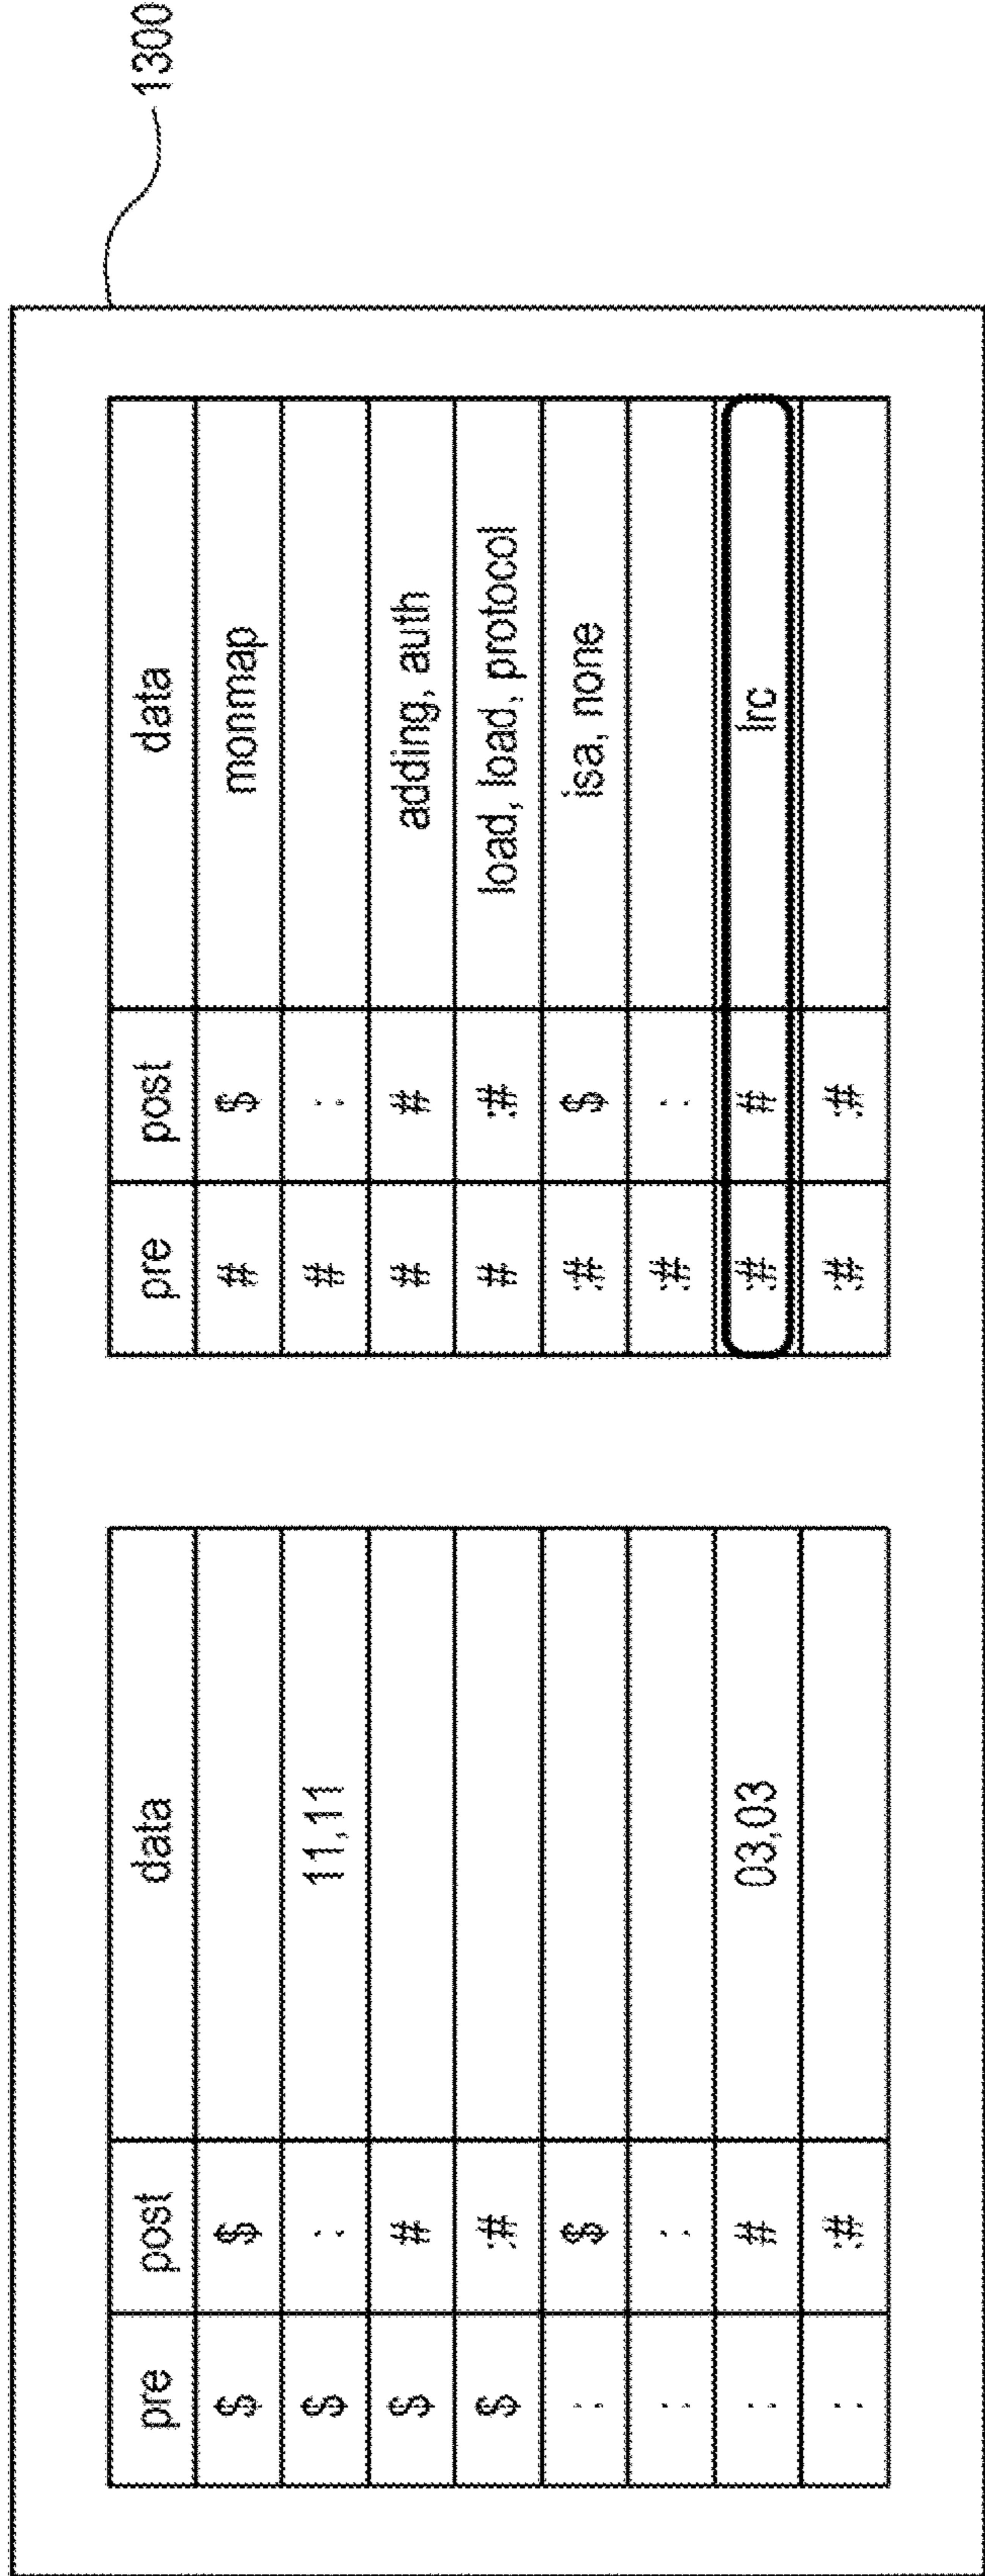 1300
pre post data
$ $
$ : 11,11
$ #
$ :#
: $
: :
: # 03,03
: :#
pre post data
# $ monmap
# :
# # adding, auth
# :# load, load, protocol
:# $ isa, none
:# :
:# # lrc
:# :#